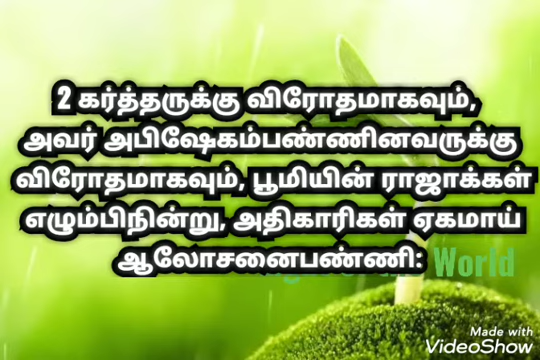 2 கர்த்தருக்கு விரோதமாகவும்,
அவர் அபிஷேகம்பண்ணினவருக்கு
விரோதமாகவும், பூமியின் ராஜாக்கள்
எழும்பிநின்று, அதிகாரிகள் ஏகமாய்
ஆலோசனைபண்ணி:
World
Made with
VideoShow